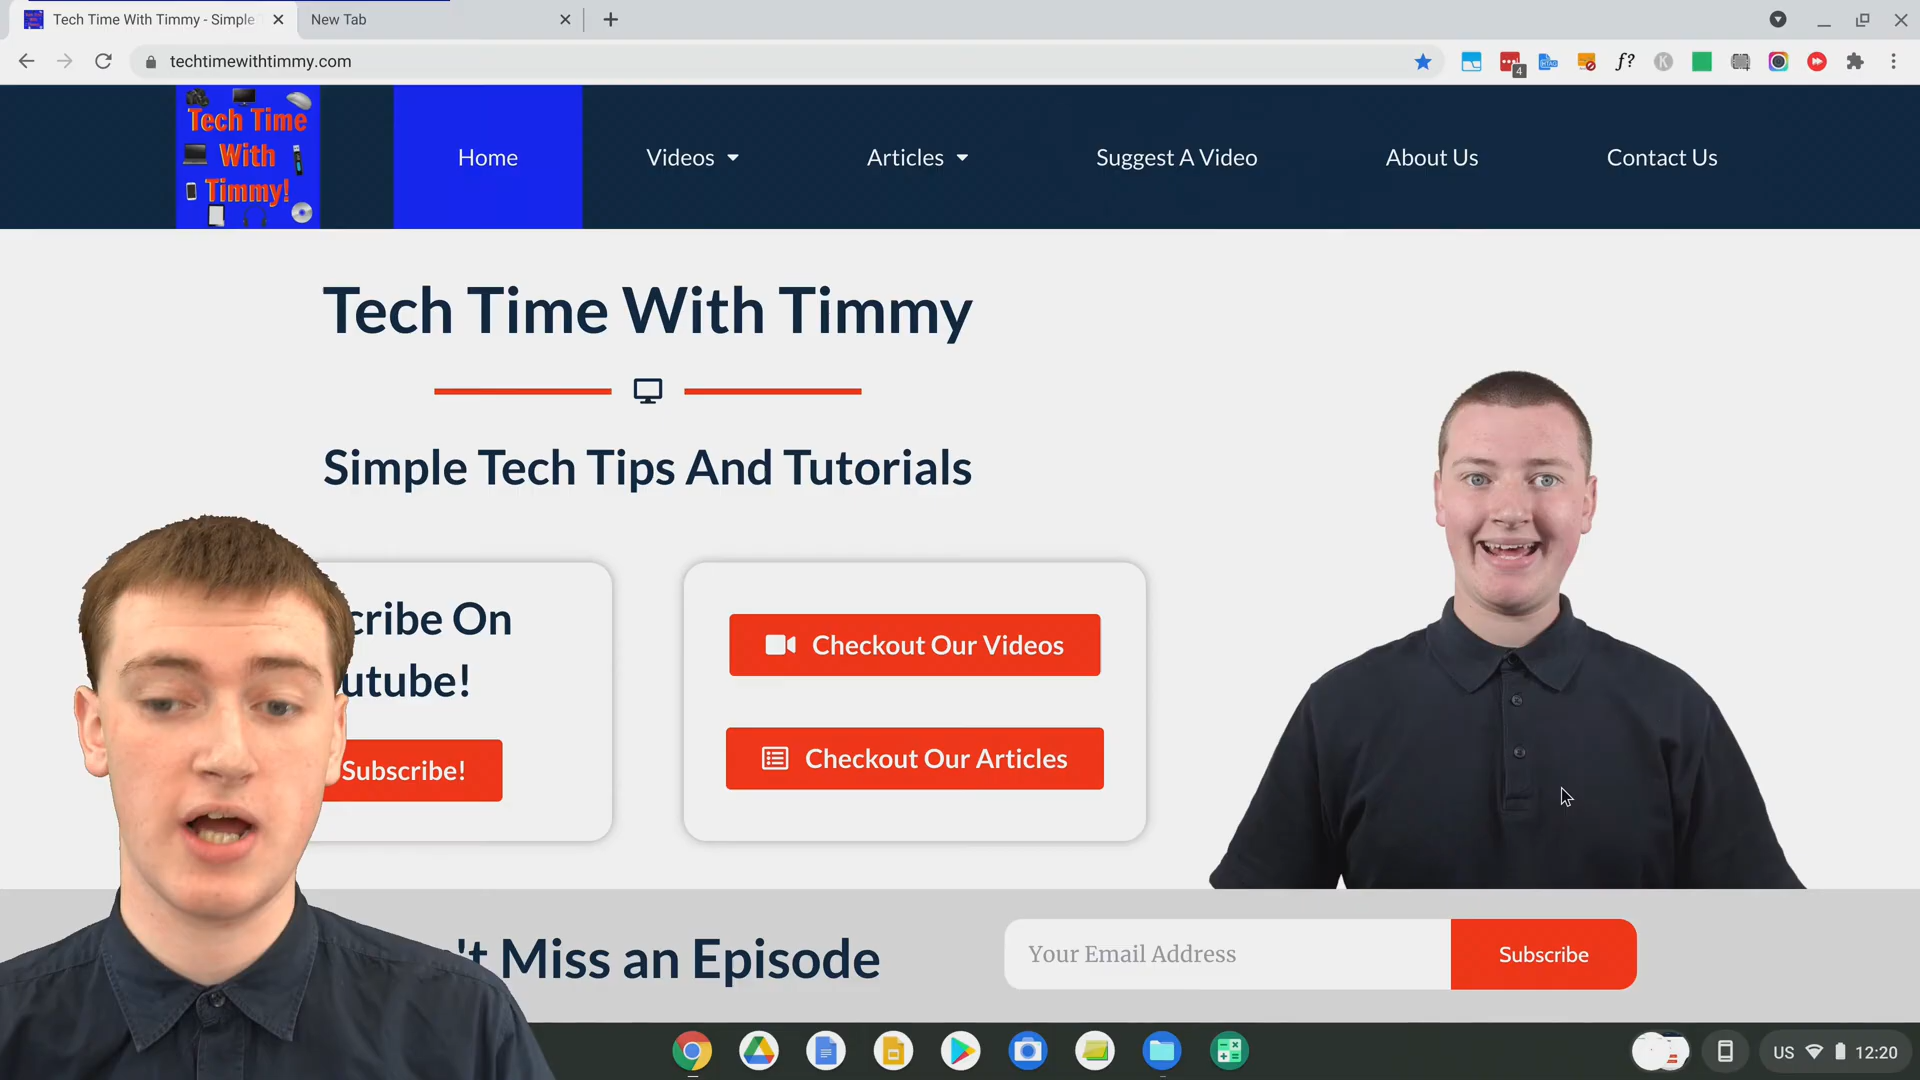 Tech Time With Timmy - Simple
New Tab
techtimewithtimmy.com
f?
K
4
Tech Time
With
Timmy!
Home
Videos
Articles
Suggest A Video
About Us
Contact Us
Tech Time With Timmy
Simple Tech Tips And Tutorials
cribe On
utube!
Subscribe!
Checkout Our Videos
Checkout Our Articles
't Miss an Episode
Your Email Address
Subscribe
US
12:20